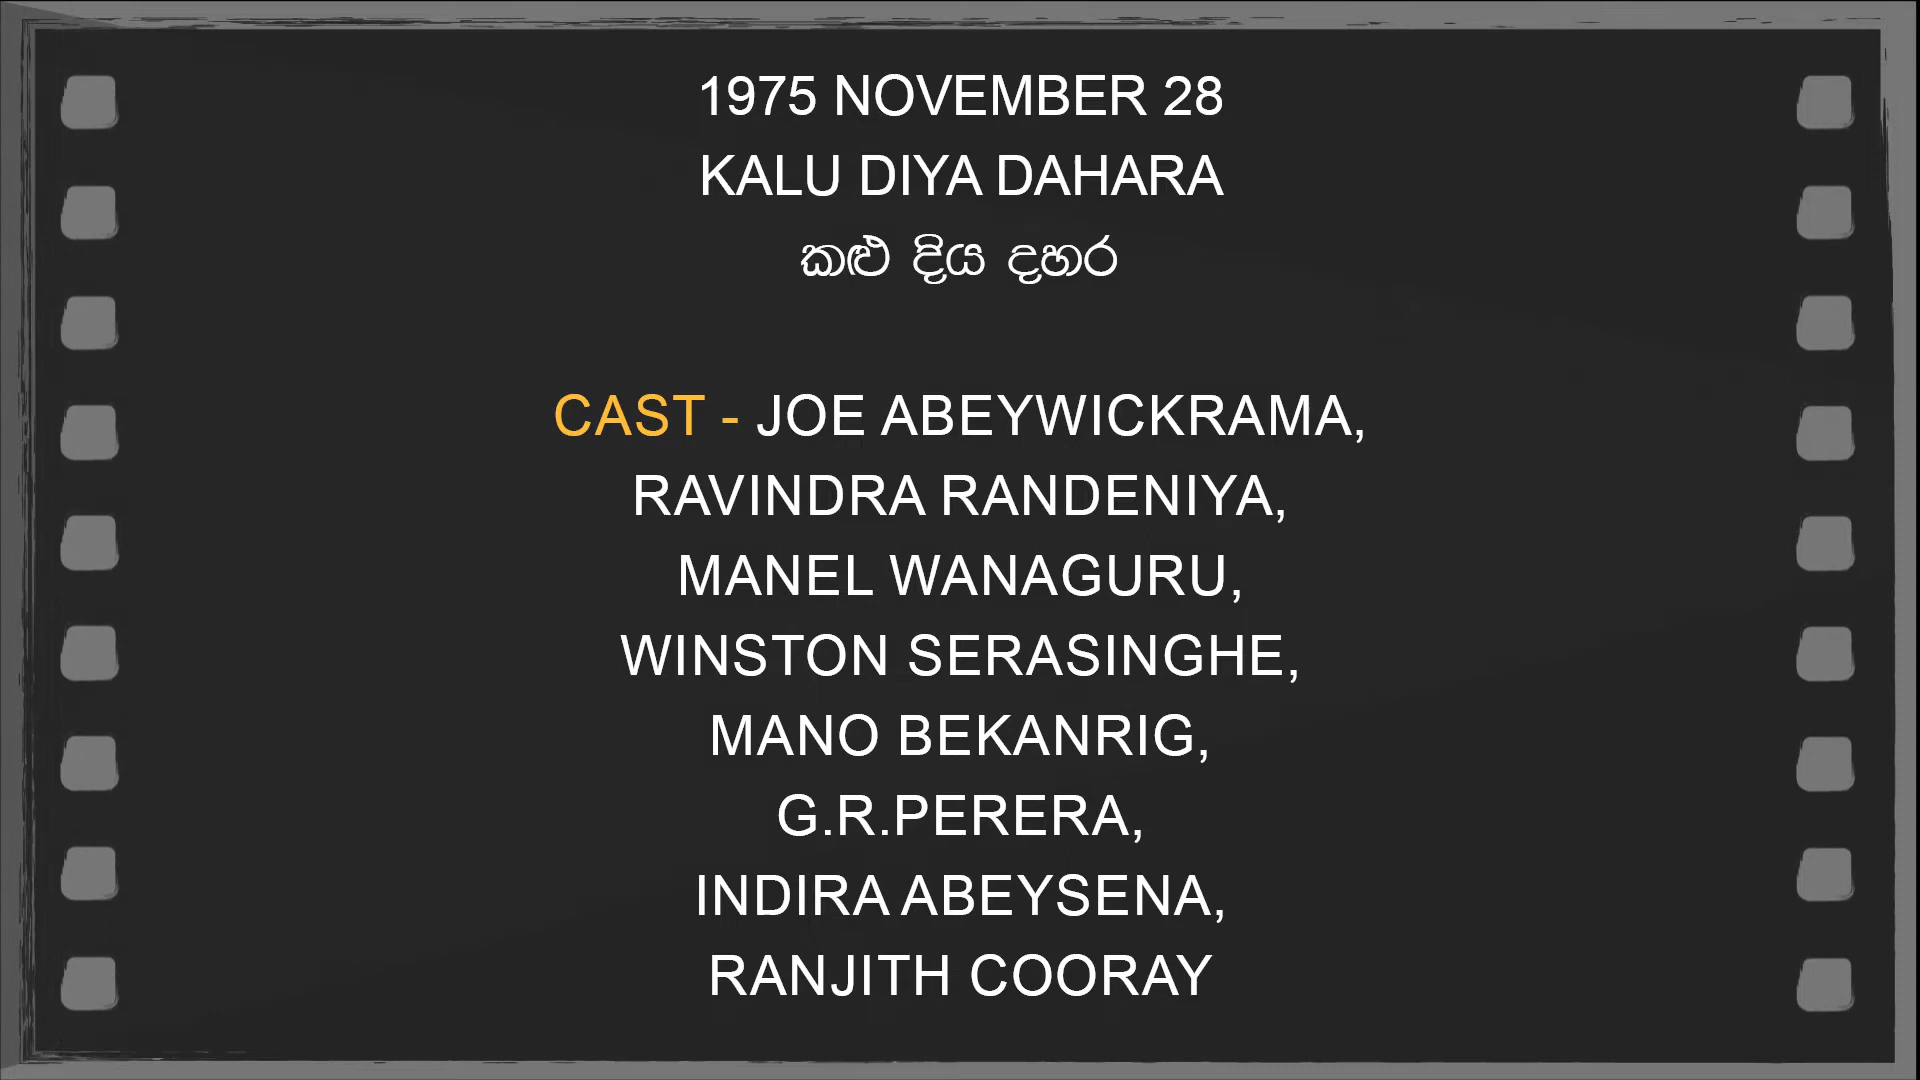 1975 NOVEMBER 28
KALU DIYA DAHARA
කළු දිය දහර
CAST - JOE ABEYWICKRAMA,
RAVINDRA RANDENIYA,
MANEL WANAGURU,
WINSTON SERASINGHE,
MANO BEKANRIG,
G.R.PERERA,
INDIRA ABEYSENA,
RANJITH COORAY